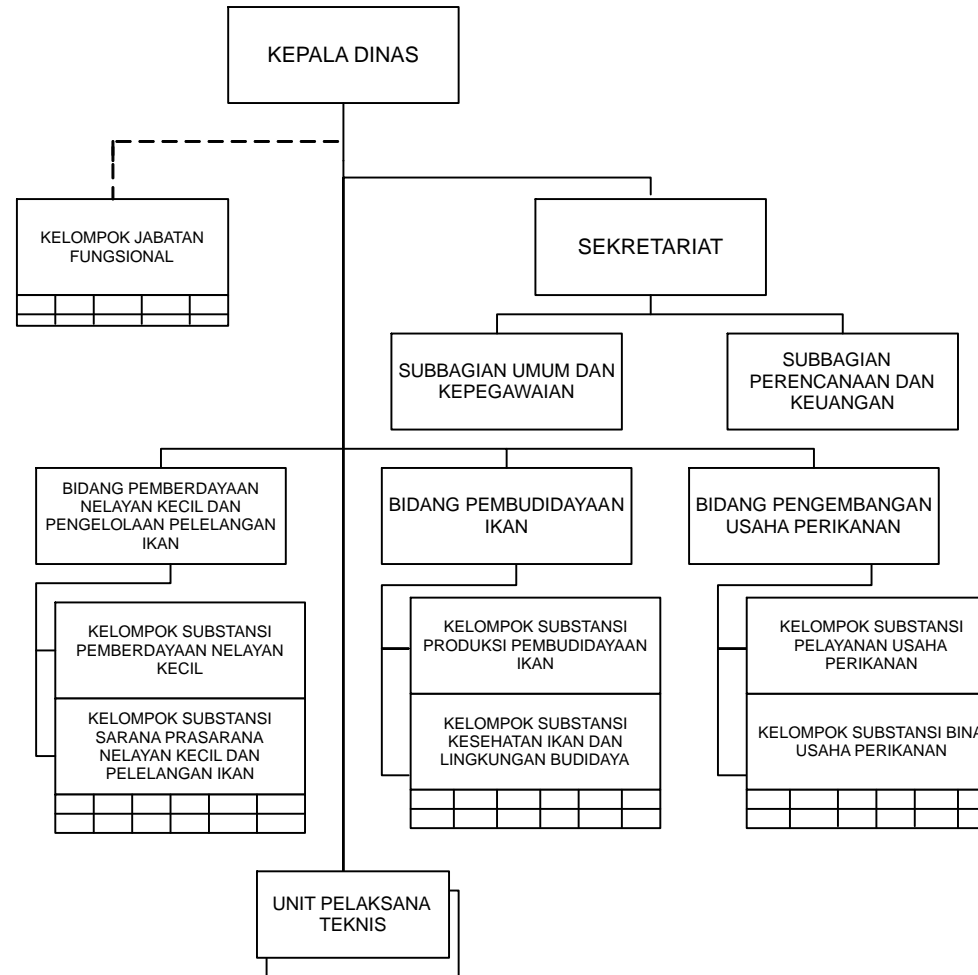 KEPALA DINAS
KELOMPOK JABATAN
FUNGSIONAL
SEKRETARIAT
SUBBAGIAN UMUM DAN
KEPEGAWAIAN
SUBBAGIAN
PERENCANAAN DAN
KEUANGAN
BIDANG PEMBERDAYAAN
NELAYAN KECIL DAN
PENGELOLAAN PELELANGAN
IKAN
BIDANG PEMBUDIDAYAAN
IKAN
BIDANG PENGEMBANGAN
USAHA PERIKANAN
KELOMPOK SUBSTANSI
PEMBERDAYAAN NELAYAN
KECIL
KELOMPOK SUBSTANSI
SARANA PRASARANA
NELAYAN KECIL DAN
PELELANGAN IKAN
KELOMPOK SUBSTANSI
PRODUKSI PEMBUDIDAYAAN
IKAN
KELOMPOK SUBSTANSI
KESEHATAN IKAN DAN
LINGKUNGAN BUDIDAYA
KELOMPOK SUBSTANSI
PELAYANAN USAHA
PERIKANAN
KELOMPOK SUBSTANSI BINA
USAHA PERIKANAN
UNIT PELAKSANA
TEKNIS